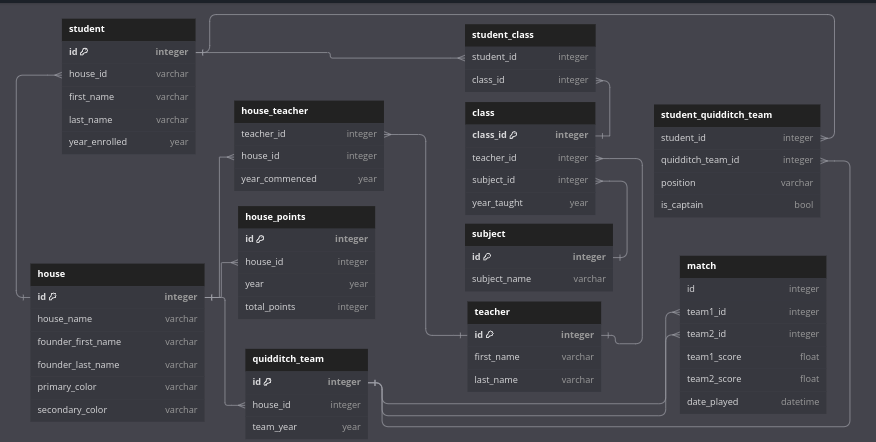 student
id integer
house_id varchar
first_name varchar
last_name varchar
year_enrolled year
house_teacher
teacher_id integer
house_id integer
year_commenced year
house_points
id integer
house_id integer
year year
total_points integer
house
id integer
house_name varchar
founder_first_name varchar
founder_last_name varchar
primary_color varchar
secondary_color varchar
quidditch_team
id integer
house_id integer
team_year year
student_class
student_id integer
class_id integer
class
class_id integer
teacher_id integer
subject_id integer
year_taught year
subject
id integer
subject_name varchar
teacher
id integer
first_name varchar
last_name varchar
student_quidditch_team
student_id integer
quidditch_team_id integer
position varchar
is_captain bool
match
id integer
team1_id integer
team2_id integer
team1_score float
team2_score float
date_played datetime